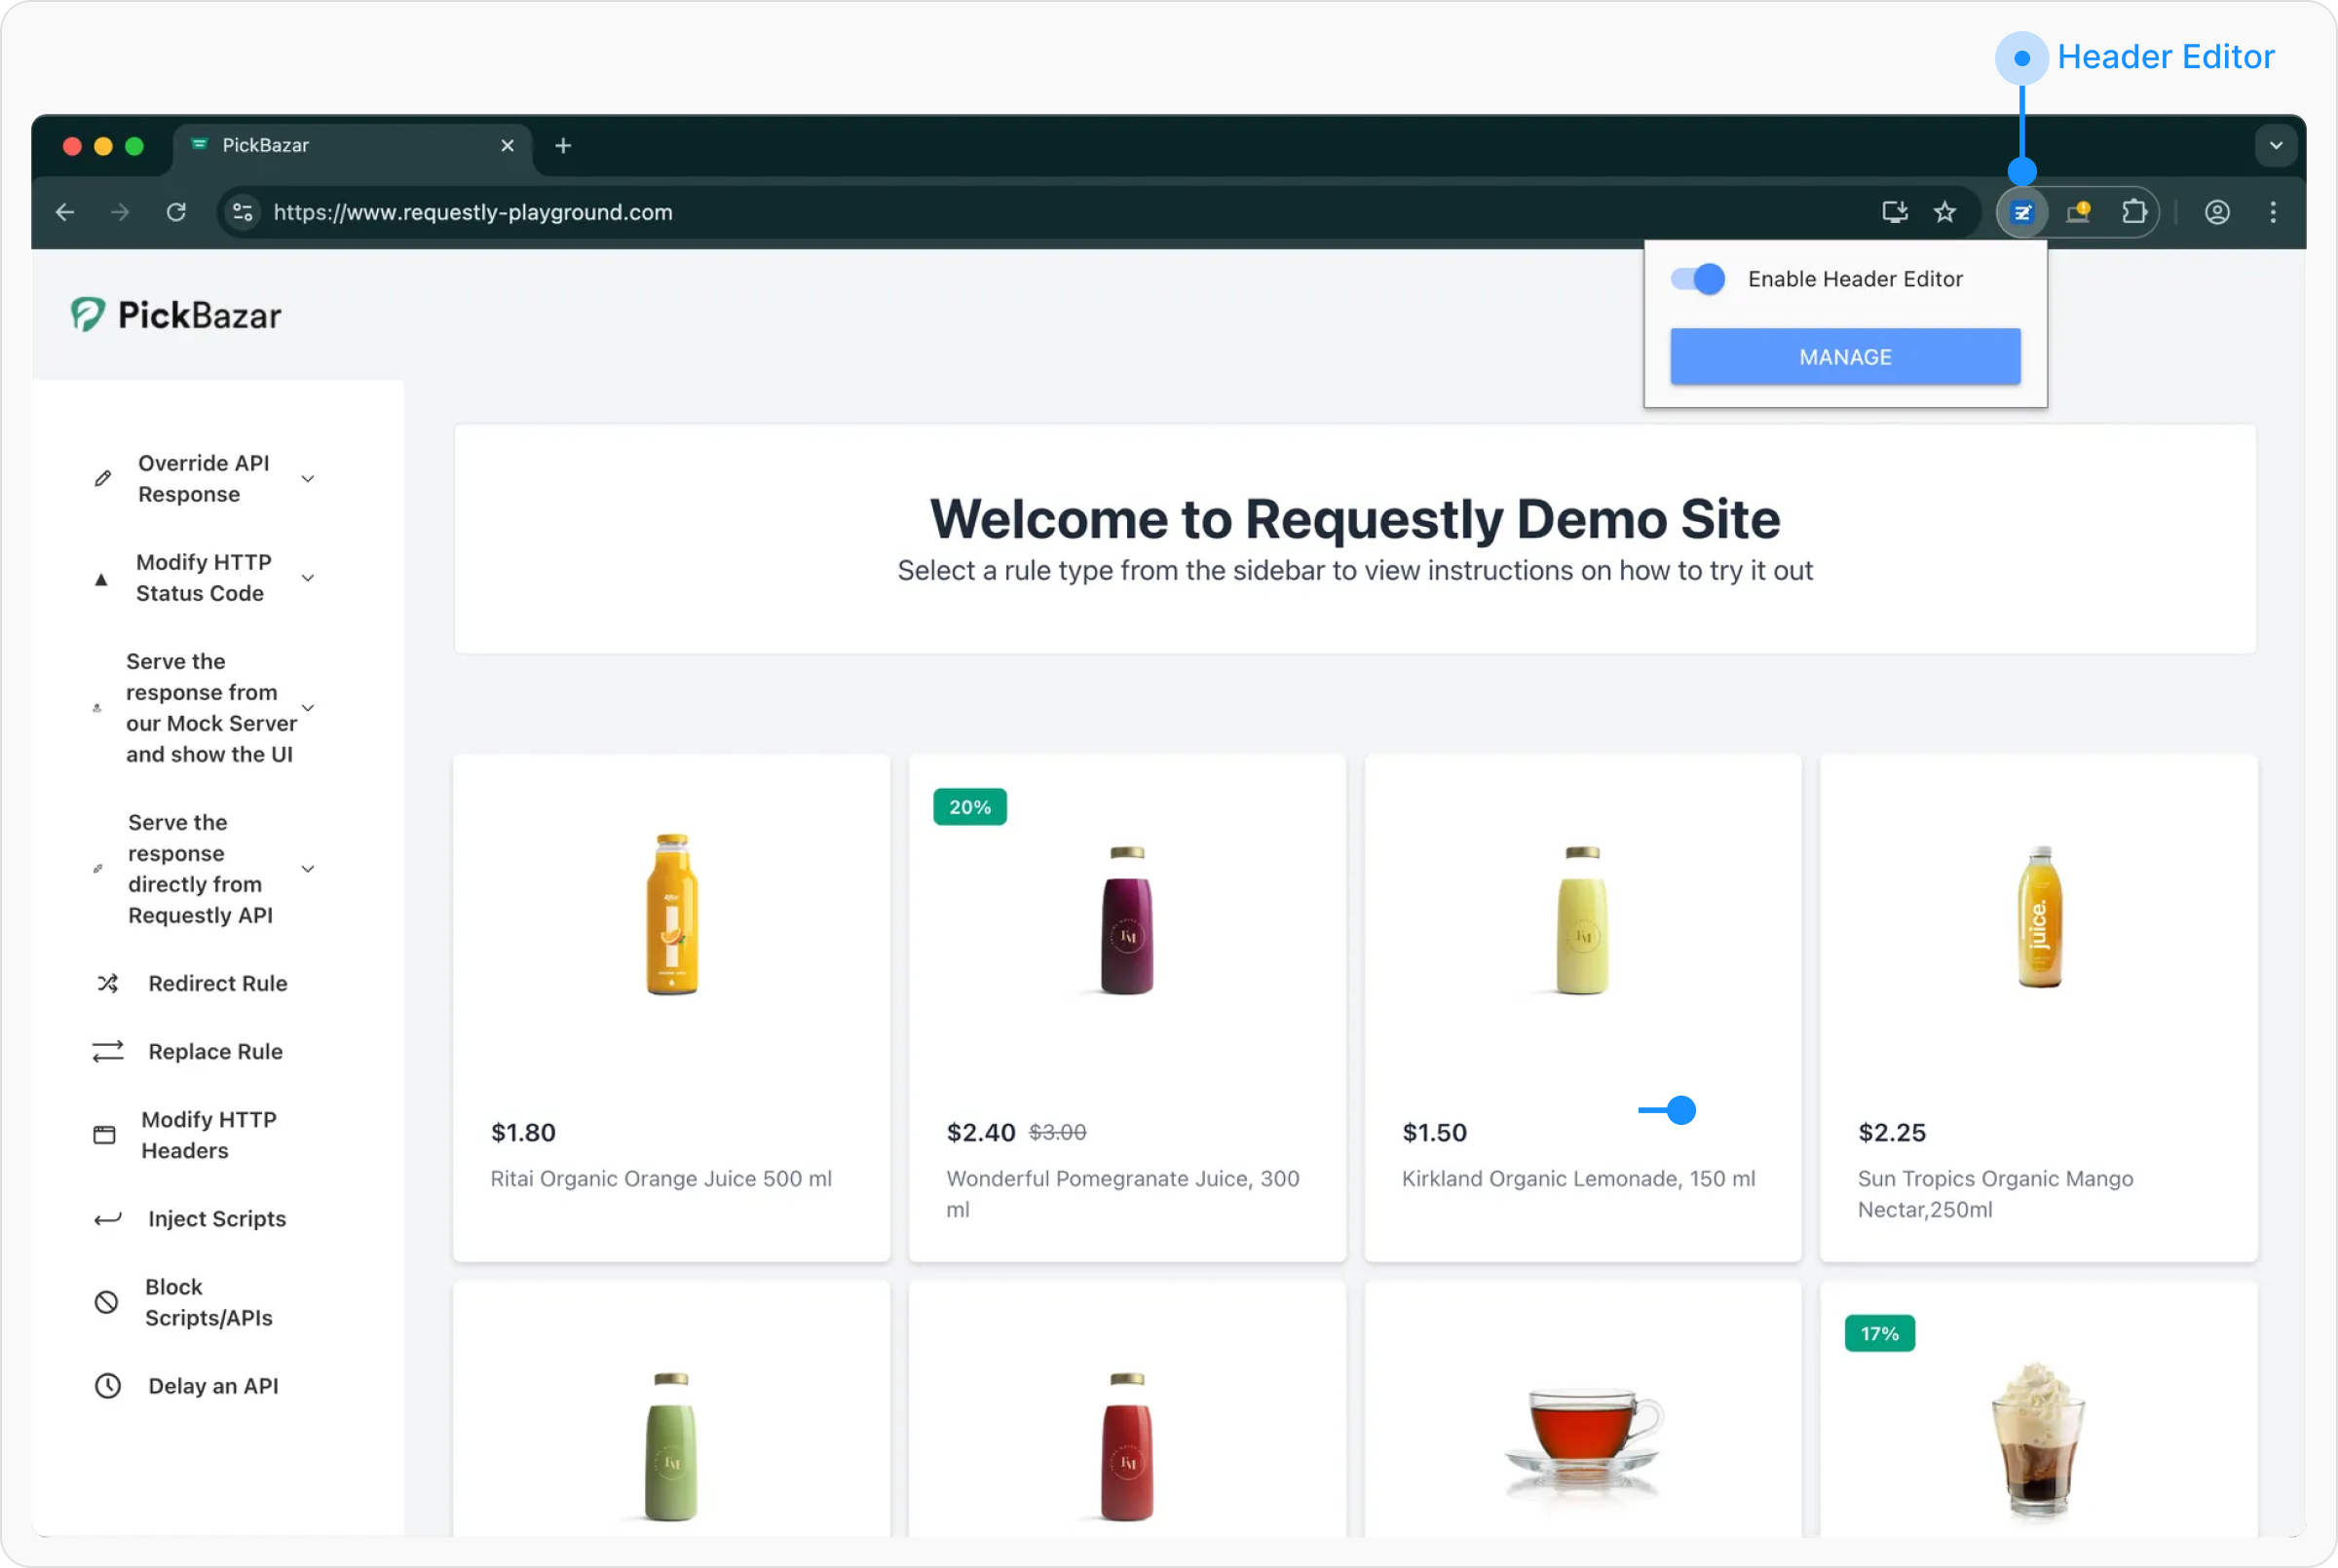 Header Editor
PickBazar
https://www.requestly-playground.com
Enable Header Editor
MANAGE
PickBazar
Override API
Response
Modify HTTP
Status Code
Serve the
response from
our Mock Server
and show the UI
Serve the
response
directly from
Requestly API
Redirect Rule
Replace Rule
Modify HTTP
Headers
Inject Scripts
Block
Scripts/APIs
Delay an API
Welcome to Requestly Demo Site
Select a rule type from the sidebar to view instructions on how to try it out
$1.80
Ritai Organic Orange Juice 500 ml
20%
$2.40 $3.00
Wonderful Pomegranate Juice, 300
ml
$1.50
Kirkland Organic Lemonade, 150 ml
juice.
$2.25
Sun Tropics Organic Mango
Nectar,250ml
17%